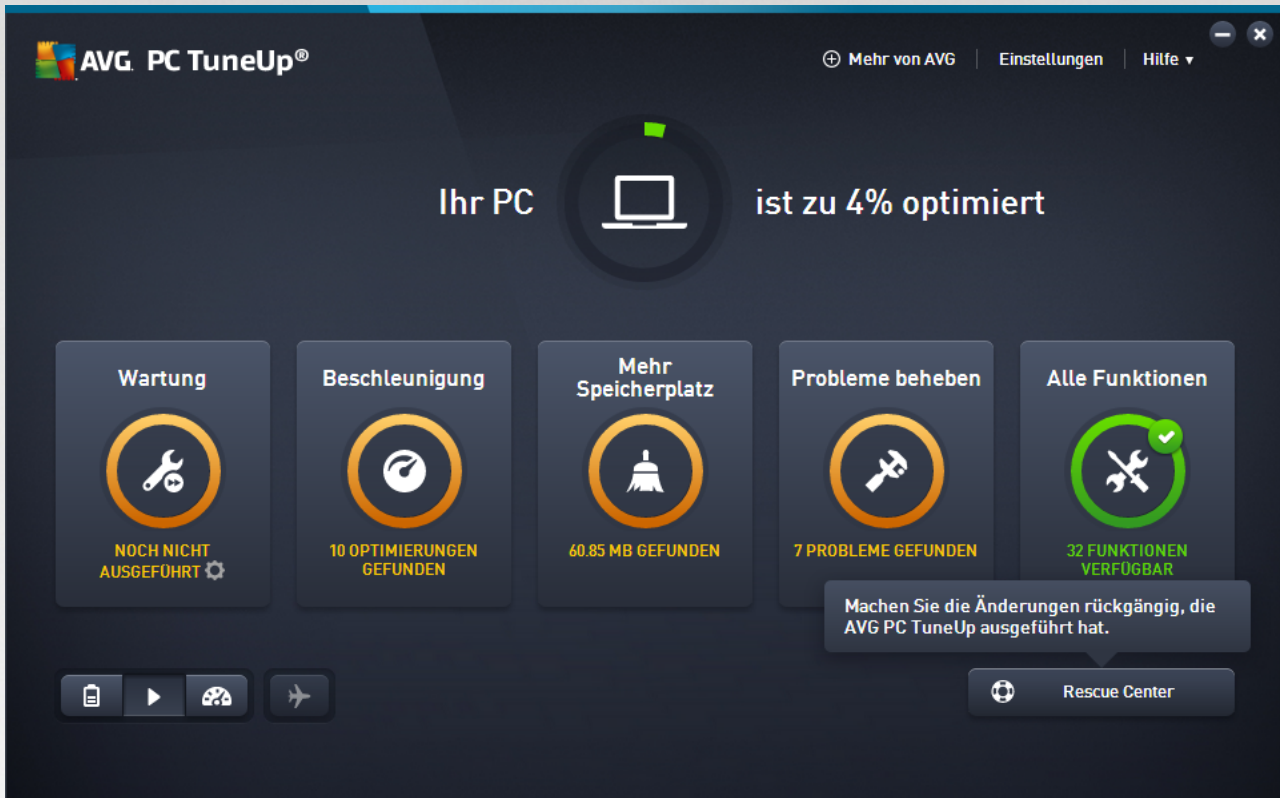 AVG PC TuneUp®
Mehr von AVG
Einstellungen
Hilfe
Ihr PC
ist zu 4% optimiert
Wartung
NOCH NICHT
AUSGEFÜHRT
Beschleunigung
10 OPTIMIERUNGEN
GEFUNDEN
Mehr
Speicherplatz
60.85 MB GEFUNDEN
Probleme beheben
7 PROBLEME GEFUNDEN
Alle Funktionen
32 FUNKTIONEN
VERFÜGBAR
Machen Sie die Änderungen rückgängig, die
AVG PC TuneUp ausgeführt hat.
Rescue Center